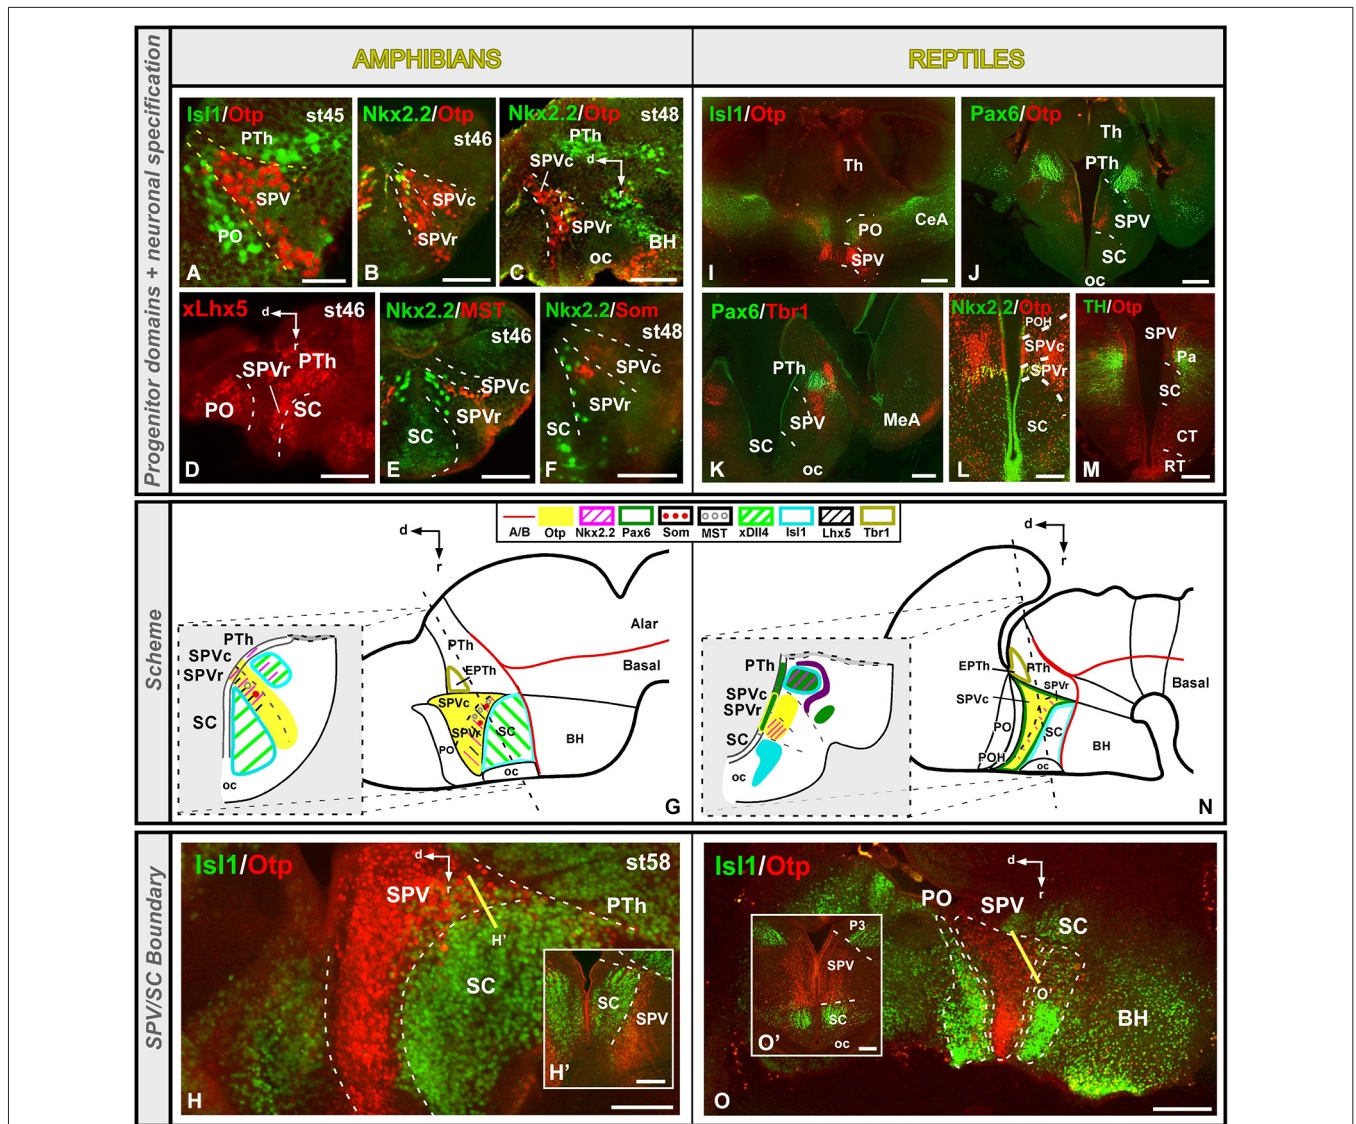 AMPHIBIANS
REPTILES
Progenitor domains + neuronal specification
Isl1/Otp
st45
PTh
SPV
PO
A
Nkx2.2/Otp
st46
SPVc
SPVr
B
Nkx2.2/Otp
st48
PTh
SPVc
d
r
SPVr
BH
oc
C
xLhx5
d
st46
r
SPVr
PTh
PO
SC
D
Nkx2.2/MST
st46
SPVc
SPVr
SC
E
Nkx2.2/Som
st48
SPVc
SPVr
SC
F
Isl1/Otp
Th
PO
CeA
SPV
I
Pax6/Otp
Th
PTh
SPV
SC
oc
J
Pax6/Tbr1
PTh
SPV
MeA
SC
oc
K
Nkx2.2/Otp
POH
SPVc
SPVr
SC
L
TH/Otp
SPV
Pa
SC
CT
RT
M
Scheme
A/B
Otp
Nkx2.2
Pax6
Som
MST
xDll4
Isl1
Lhx5
Tbr1
d
r
PTh
SPVc
SPVr
SC
oc
Alar
PTh
Basal
EPTh
SPVc
SPVr
SC
PO
BH
oc
G
d
r
PTh
SPVc
SPVr
SC
oc
EPTh
PTh
SPVr
Basal
SPVc
PO
SC
POH
oc
BH
N
SPV/SC Boundary
Isl1/Otp
d
r
st58
SPV
PTh
H'
SC
SC
SPV
H'
H
Isl1/Otp
d
r
PO
SPV
SC
P3
SPV
SC
oc
O'
O'
BH
O